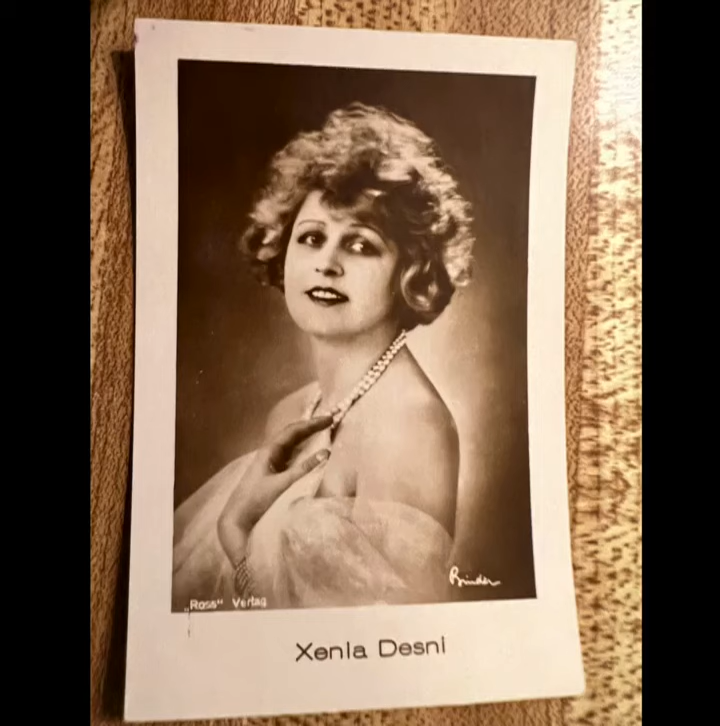 Binder
„Ross“ Verlag
Xenia Desni